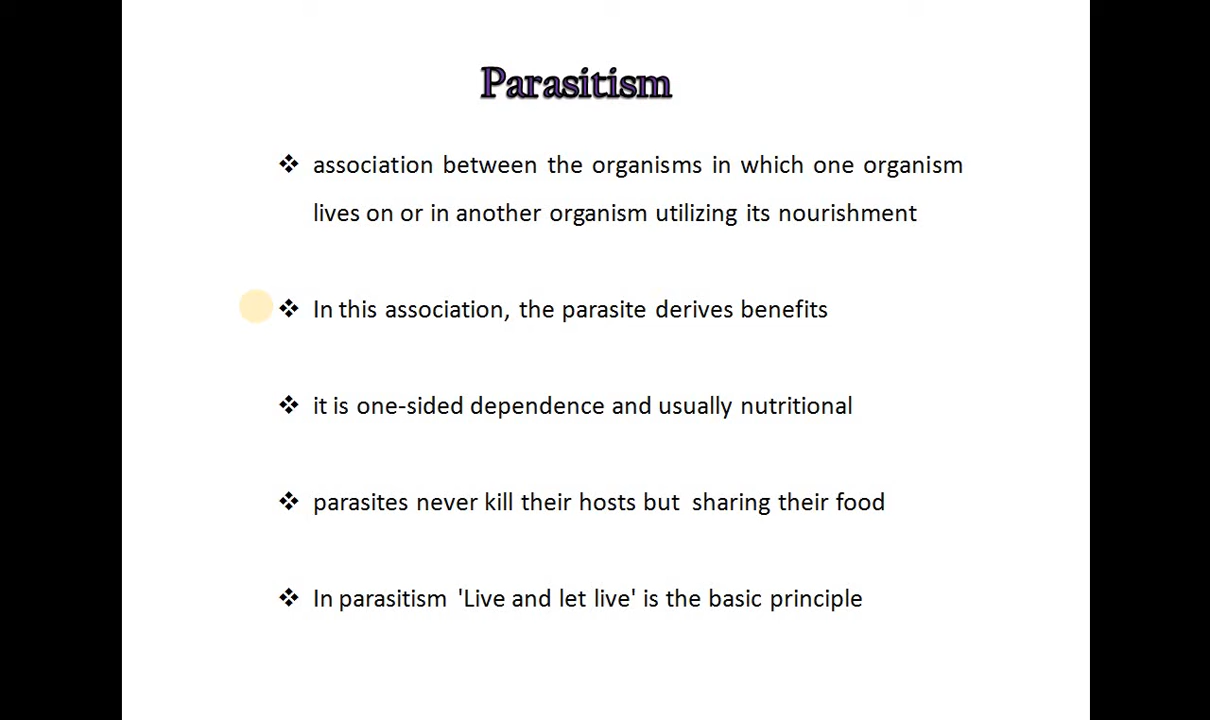 Parasitism
❖ association between the organisms in which one organism
lives on or in another organism utilizing its nourishment
❖ In this association, the parasite derives benefits
❖ it is one-sided dependence and usually nutritional
❖ parasites never kill their hosts but  sharing their food
❖ In parasitism 'Live and let live' is the basic principle